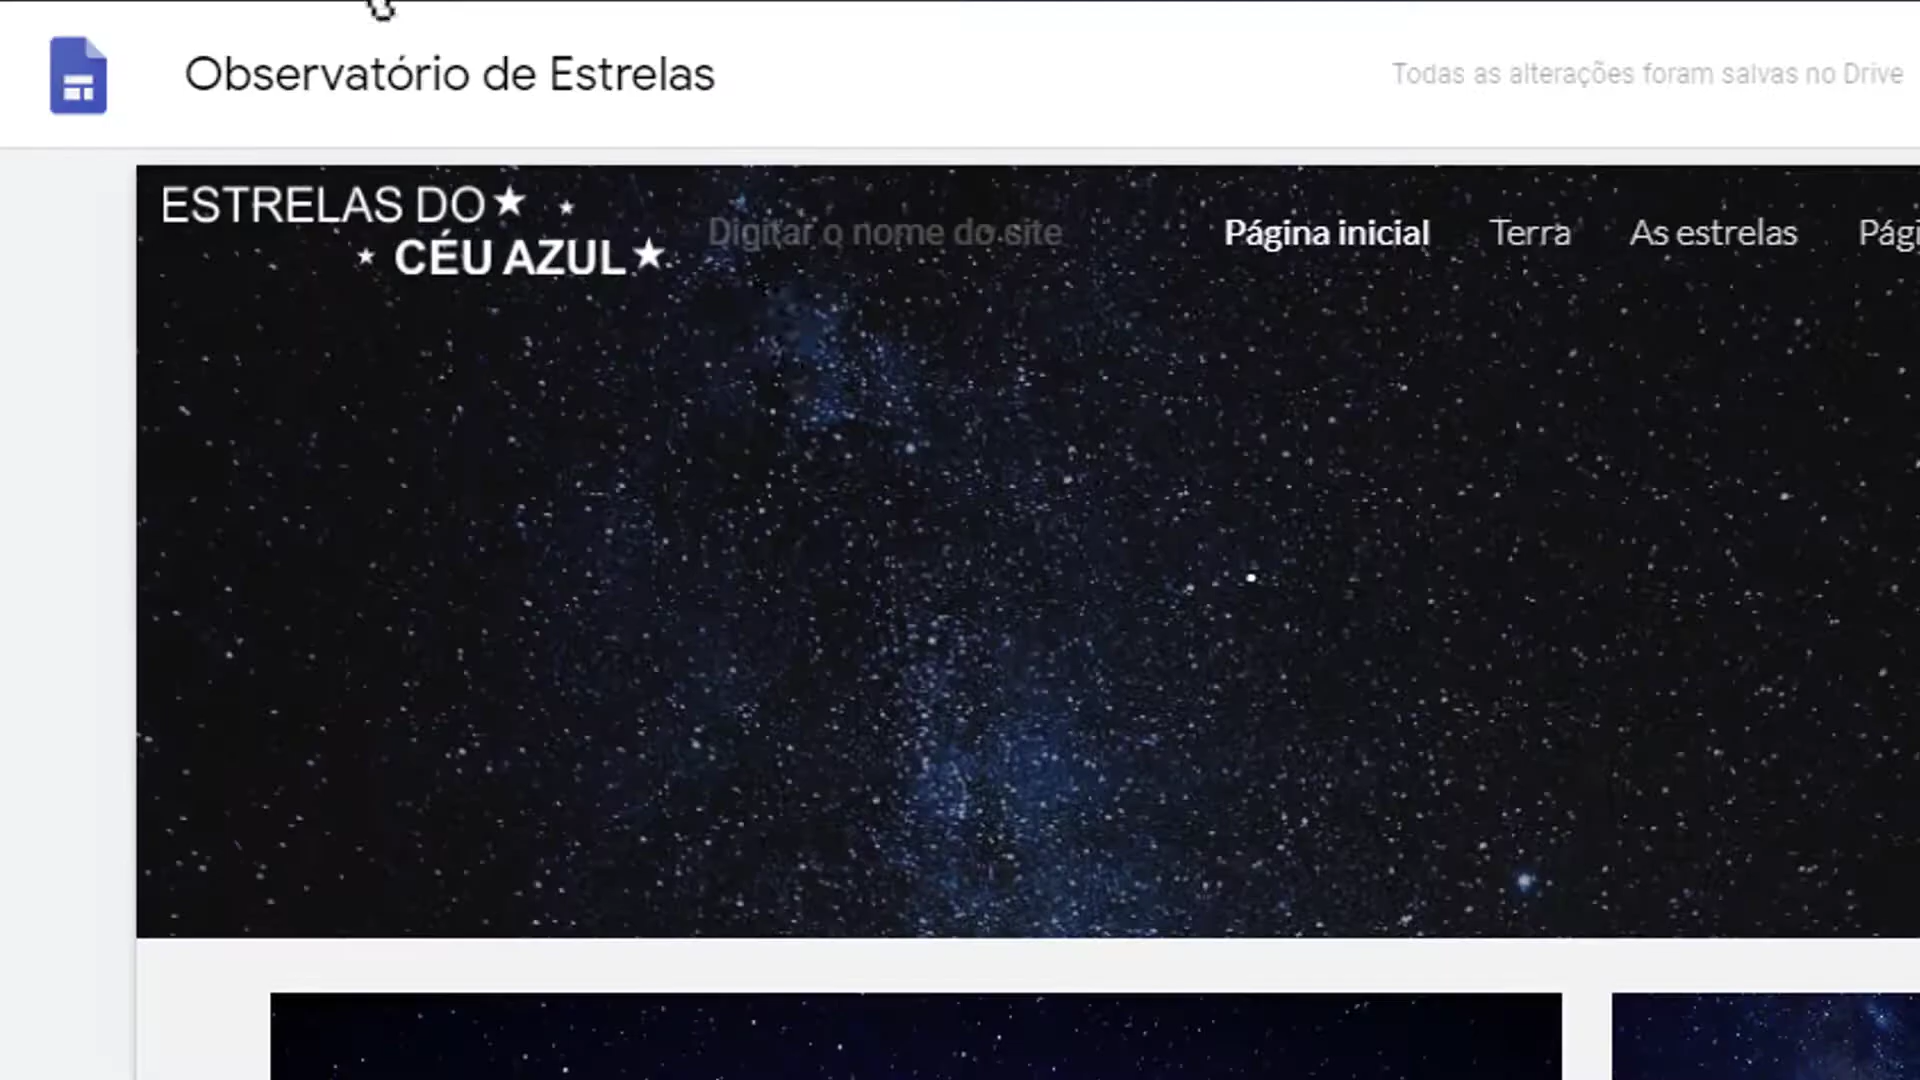 Observatório de Estrelas
Todas as alterações foram salvas no Drive
ESTRELAS DO
CÉU AZUL
Digitar o nome do site
Página inicial
Terra
As estrelas